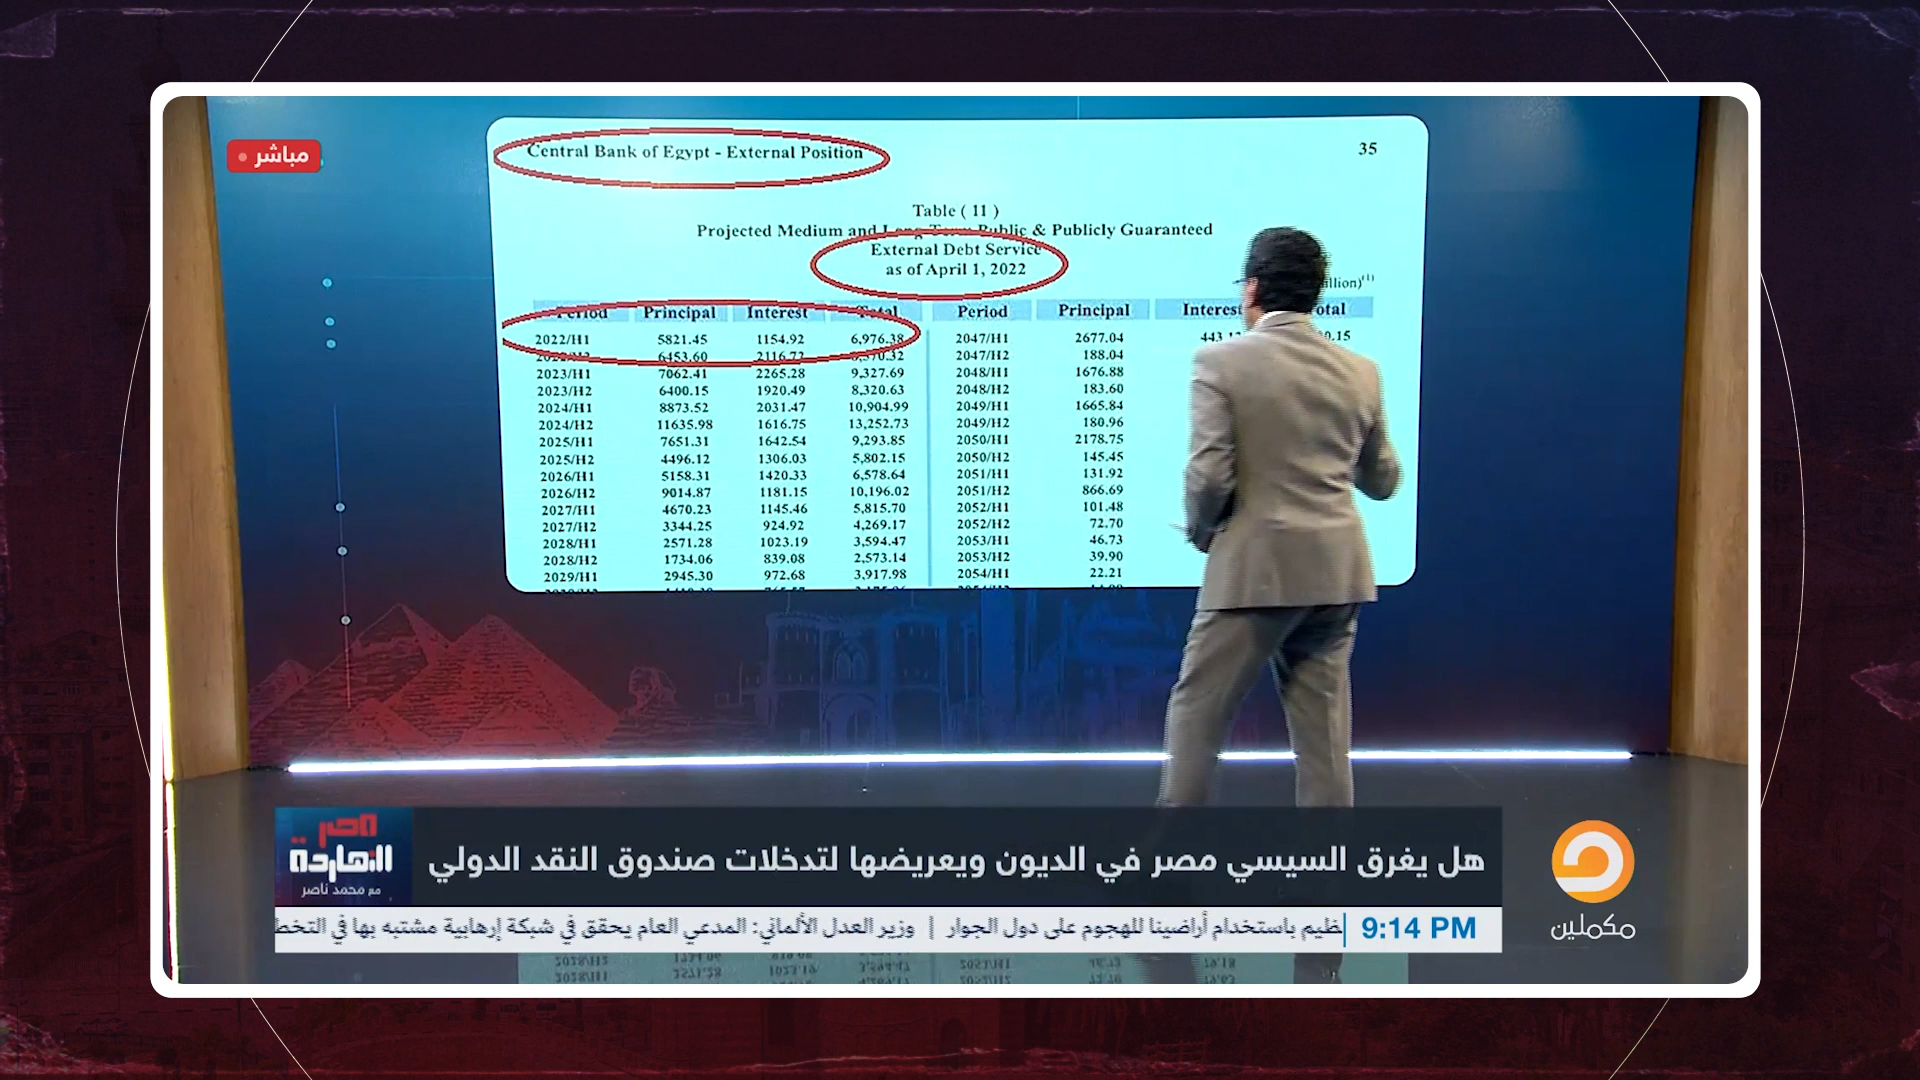 مباشر
Central Bank of Egypt - External Position
35
Table ( 11 )
Projected Medium and Long Term Public & Publicly Guaranteed
External Debt Service
as of April 1, 2022
Period Principal Interest Total Period Principal Interest
2022/H1 5821.45 1154.92 6,976.38 2047/H1 2677.04
2022/H2 6453.60 2116.72 8,570.32 2047/H2 188.04
2023/H1 7062.41 2265.28 9,327.69 2048/H1 1676.88
2023/H2 6400.15 1920.49 8,320.63 2048/H2 183.60
2024/H1 8873.52 2031.47 10,904.99 2049/H1 1665.84
2024/H2 11635.98 1616.75 13,252.73 2049/H2 180.96
2025/H1 7651.31 1642.54 9,293.85 2050/H1 2178.75
2025/H2 4496.12 1306.03 5,802.15 2050/H2 145.45
2026/H1 5158.31 1420.33 6,578.64 2051/H1 131.92
2026/H2 9014.87 1181.15 10,196.02 2051/H2 866.69
2027/H1 4670.23 1145.46 5,815.70 2052/H1 101.48
2027/H2 3344.25 924.92 4,269.17 2052/H2 72.70
2028/H1 2571.28 1023.19 3,594.47 2053/H1 46.73
2028/H2 1734.06 839.08 2,573.14 2053/H2 39.90
2029/H1 2945.30 972.68 3,917.98 2054/H1 22.21
مصر النهاردة
مع محمد ناصر
هل يغرق السيسي مصر في الديون ويعريضها لتدخلات صندوق النقد الدولي
9:14 PM
باستخدام أراضينا للهجوم على دول الجوار | وزير العدل الألماني: المدعي العام يحقق في شبكة إرهابية مشتبه بها في
مكملين